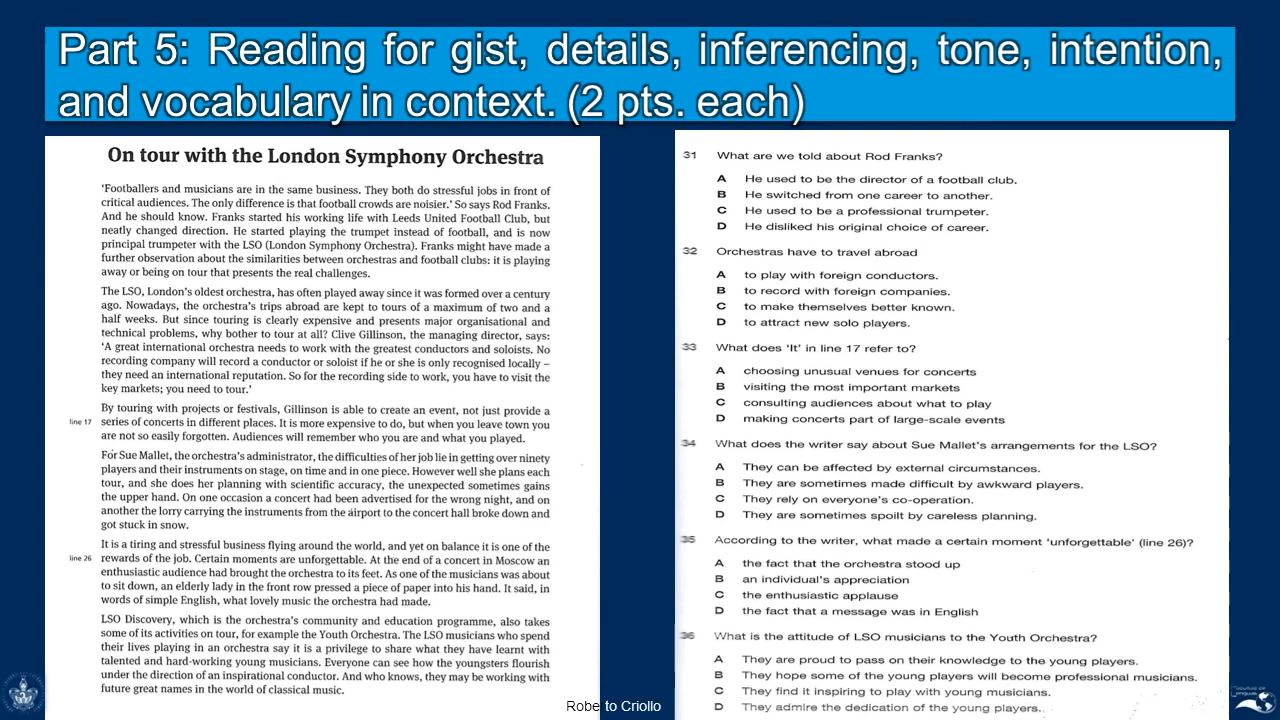 Part 5: Reading for gist, details, inferencing, tone, intention,
and vocabulary in context. (2 pts. each)
On tour with the London Symphony Orchestra
‘Footballers and musicians are in the same business. They both do stressful jobs in front of
critical audiences. The only difference is that football crowds are noisier.’ So says Rod Franks.
And he should know. Franks started his working life with Leeds United Football Club, but
neatly changed direction. He started playing the trumpet instead of football, and is now
principal trumpeter with the LSO (London Symphony Orchestra). Franks might have made a
further observation about the similarities between orchestras and football clubs: it is playing
away or being on tour that presents the real challenges.
The LSO, London’s oldest orchestra, has often played away since it was formed over a century
ago. Nowadays, the orchestra’s trips abroad are kept to tours of a maximum of two and a
half weeks. But since touring is clearly expensive and presents major organisational and
technical problems, why bother to tour at all? Clive Gillinson, the managing director, says:
‘A great international orchestra needs to work with the greatest conductors and soloists. No
recording company will record a conductor or soloist if he or she is only recognised locally –
they need an international reputation. So for the recording side to work, you have to visit the
key markets; you need to tour.’
By touring with projects or festivals, Gillinson is able to create an event, not just provide a
line 17 series of concerts in different places. It is more expensive to do, but when you leave town you
are not so easily forgotten. Audiences will remember who you are and what you played.
For Sue Mallet, the orchestra’s administrator, the difficulties of her job lie in getting over ninety
players and their instruments on stage, on time and in one piece. However well she plans each
tour, and she does her planning with scientific accuracy, the unexpected sometimes gains
the upper hand. On one occasion a concert had been advertised for the wrong night, and on
another the lorry carrying the instruments from the airport to the concert hall broke down and
got stuck in snow.
It is a tiring and stressful business flying around the world, and yet on balance it is one of the
line 26 rewards of the job. Certain moments are unforgettable. At the end of a concert in Moscow an
enthusiastic audience had brought the orchestra to its feet. As one of the musicians was about
to sit down, an elderly lady in the front row pressed a piece of paper into his hand. It said, in
words of simple English, what lovely music the orchestra had made.
LSO Discovery, which is the orchestra’s community and education programme, also takes
some of its activities on tour, for example the Youth Orchestra. The LSO musicians who spend
their lives playing in an orchestra say it is a privilege to share what they have learnt with
talented and hard-working young musicians. Everyone can see how the youngsters flourish
under the direction of an inspirational conductor. And who knows, they may be working with
future great names in the world of classical music.
31 What are we told about Rod Franks?
A He used to be the director of a football club.
B He switched from one career to another.
C He used to be a professional trumpeter.
D He disliked his original choice of career.
32 Orchestras have to travel abroad
A to play with foreign conductors.
B to record with foreign companies.
C to make themselves better known.
D to attract new solo players.
33 What does ‘It’ in line 17 refer to?
A choosing unusual venues for concerts
B visiting the most important markets
C consulting audiences about what to play
D making concerts part of large-scale events
34 What does the writer say about Sue Mallet’s arrangements for the LSO?
A They can be affected by external circumstances.
B They are sometimes made difficult by awkward players.
C They rely on everyone’s co-operation.
D They are sometimes spoilt by careless planning.
35 According to the writer, what made a certain moment ‘unforgettable’ (line 26)?
A the fact that the orchestra stood up
B an individual’s appreciation
C the enthusiastic applause
D the fact that a message was in English
36 What is the attitude of LSO musicians to the Youth Orchestra?
A They are proud to pass on their knowledge to the young players.
B They hope some of the young players will become professional musicians.
C They find it inspiring to play with young musicians.
D They admire the dedication of the young players.
Roberto Criollo